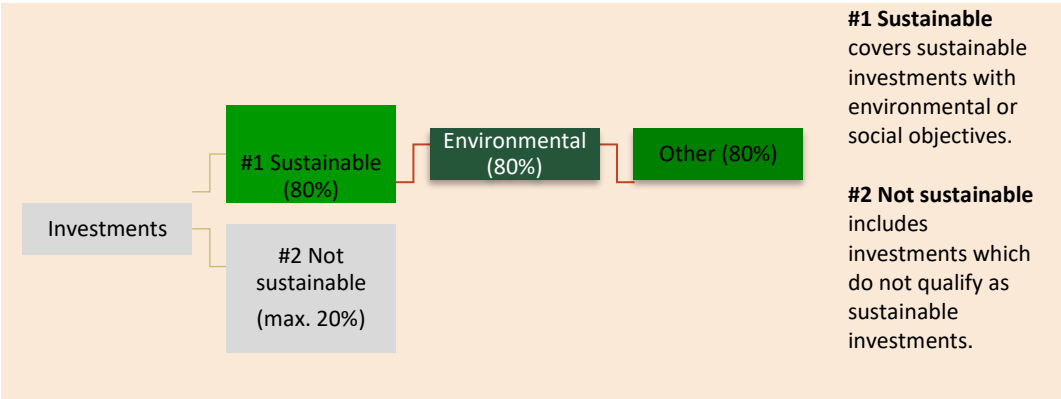 Investments
#1 Sustainable
(80%)
#2 Not
sustainable
(max. 20%)
Environmental
(80%)
Other (80%)
#1 Sustainable
covers sustainable
investments with
environmental or
social objectives.
#2 Not sustainable
includes
investments which
do not qualify as
sustainable
investments.